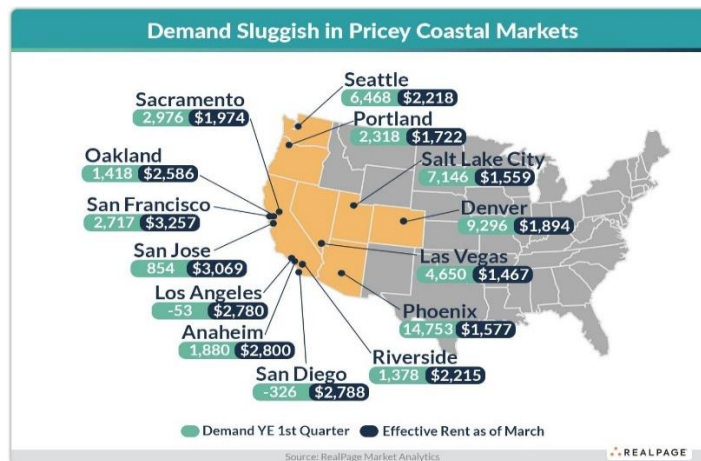 Demand Sluggish in Pricey Coastal Markets
Seattle
6,468 $2,218
Sacramento
2,976 $1,974
Portland
2,318 $1,722
Oakland
1,418 $2,586
Salt Lake City
7,146 $1,559
San Francisco
2,717 $3,257
Denver
9,296 $1,894
San Jose
854 $3,069
Las Vegas
4,650 $1,467
Los Angeles
-53 $2,780
Phoenix
14,753 $1,577
Anaheim
1,880 $2,800
Riverside
1,378 $2,215
San Diego
-326 $2,788
Demand YE 1st Quarter Effective Rent as of March
Source: RealPage Market Analytics
REALPAGE